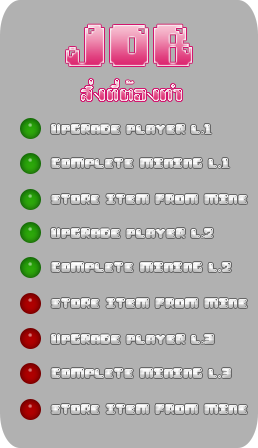 JOB
สิ่งที่ต้องทำ
UPGRADE PLAYER L.1
COMPLETE MINING L.1
STORE ITEM FROM MINE
UPGRADE PLAYER L.2
COMPLETE MINING L.2
STORE ITEM FROM MINE
UPGRADE PLAYER L.3
COMPLETE MINING L.3
STORE ITEM FROM MINE